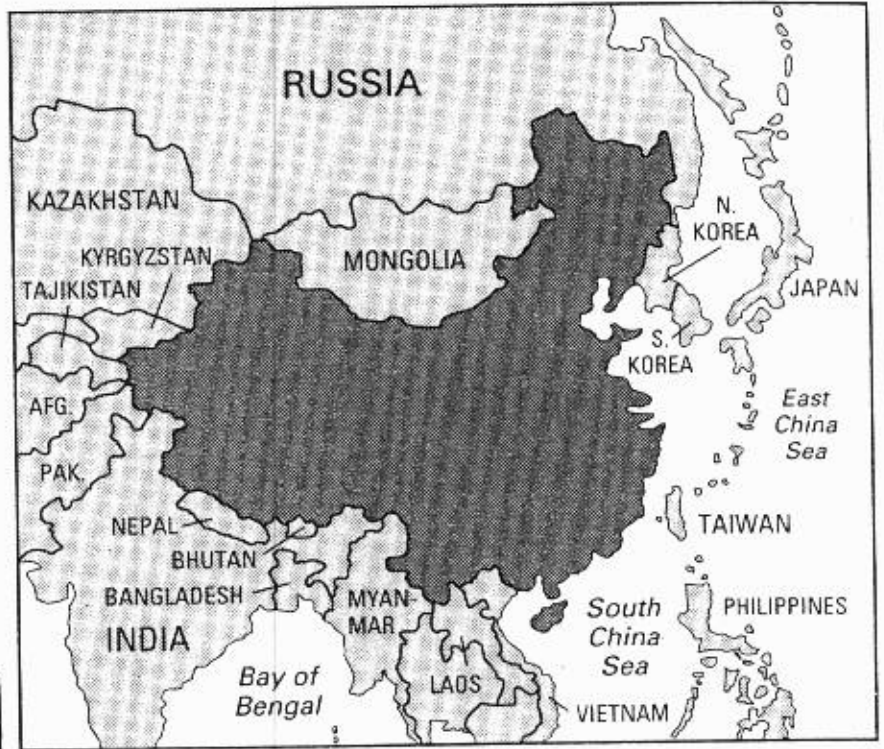 RUSSIA
KAZAKHSTAN
KYRGYZSTAN
TAJIKISTAN
MONGOLIA
N.
KOREA
JAPAN
S.
KOREA
AFG.
East
China
Sea
PAK.
NEPAL
TAIWAN
BHUTAN
BANGLADESH
MYAN-
MAR
South
China
Sea
PHILIPPINES
INDIA
LAOS
Bay of
Bengal
VIETNAM